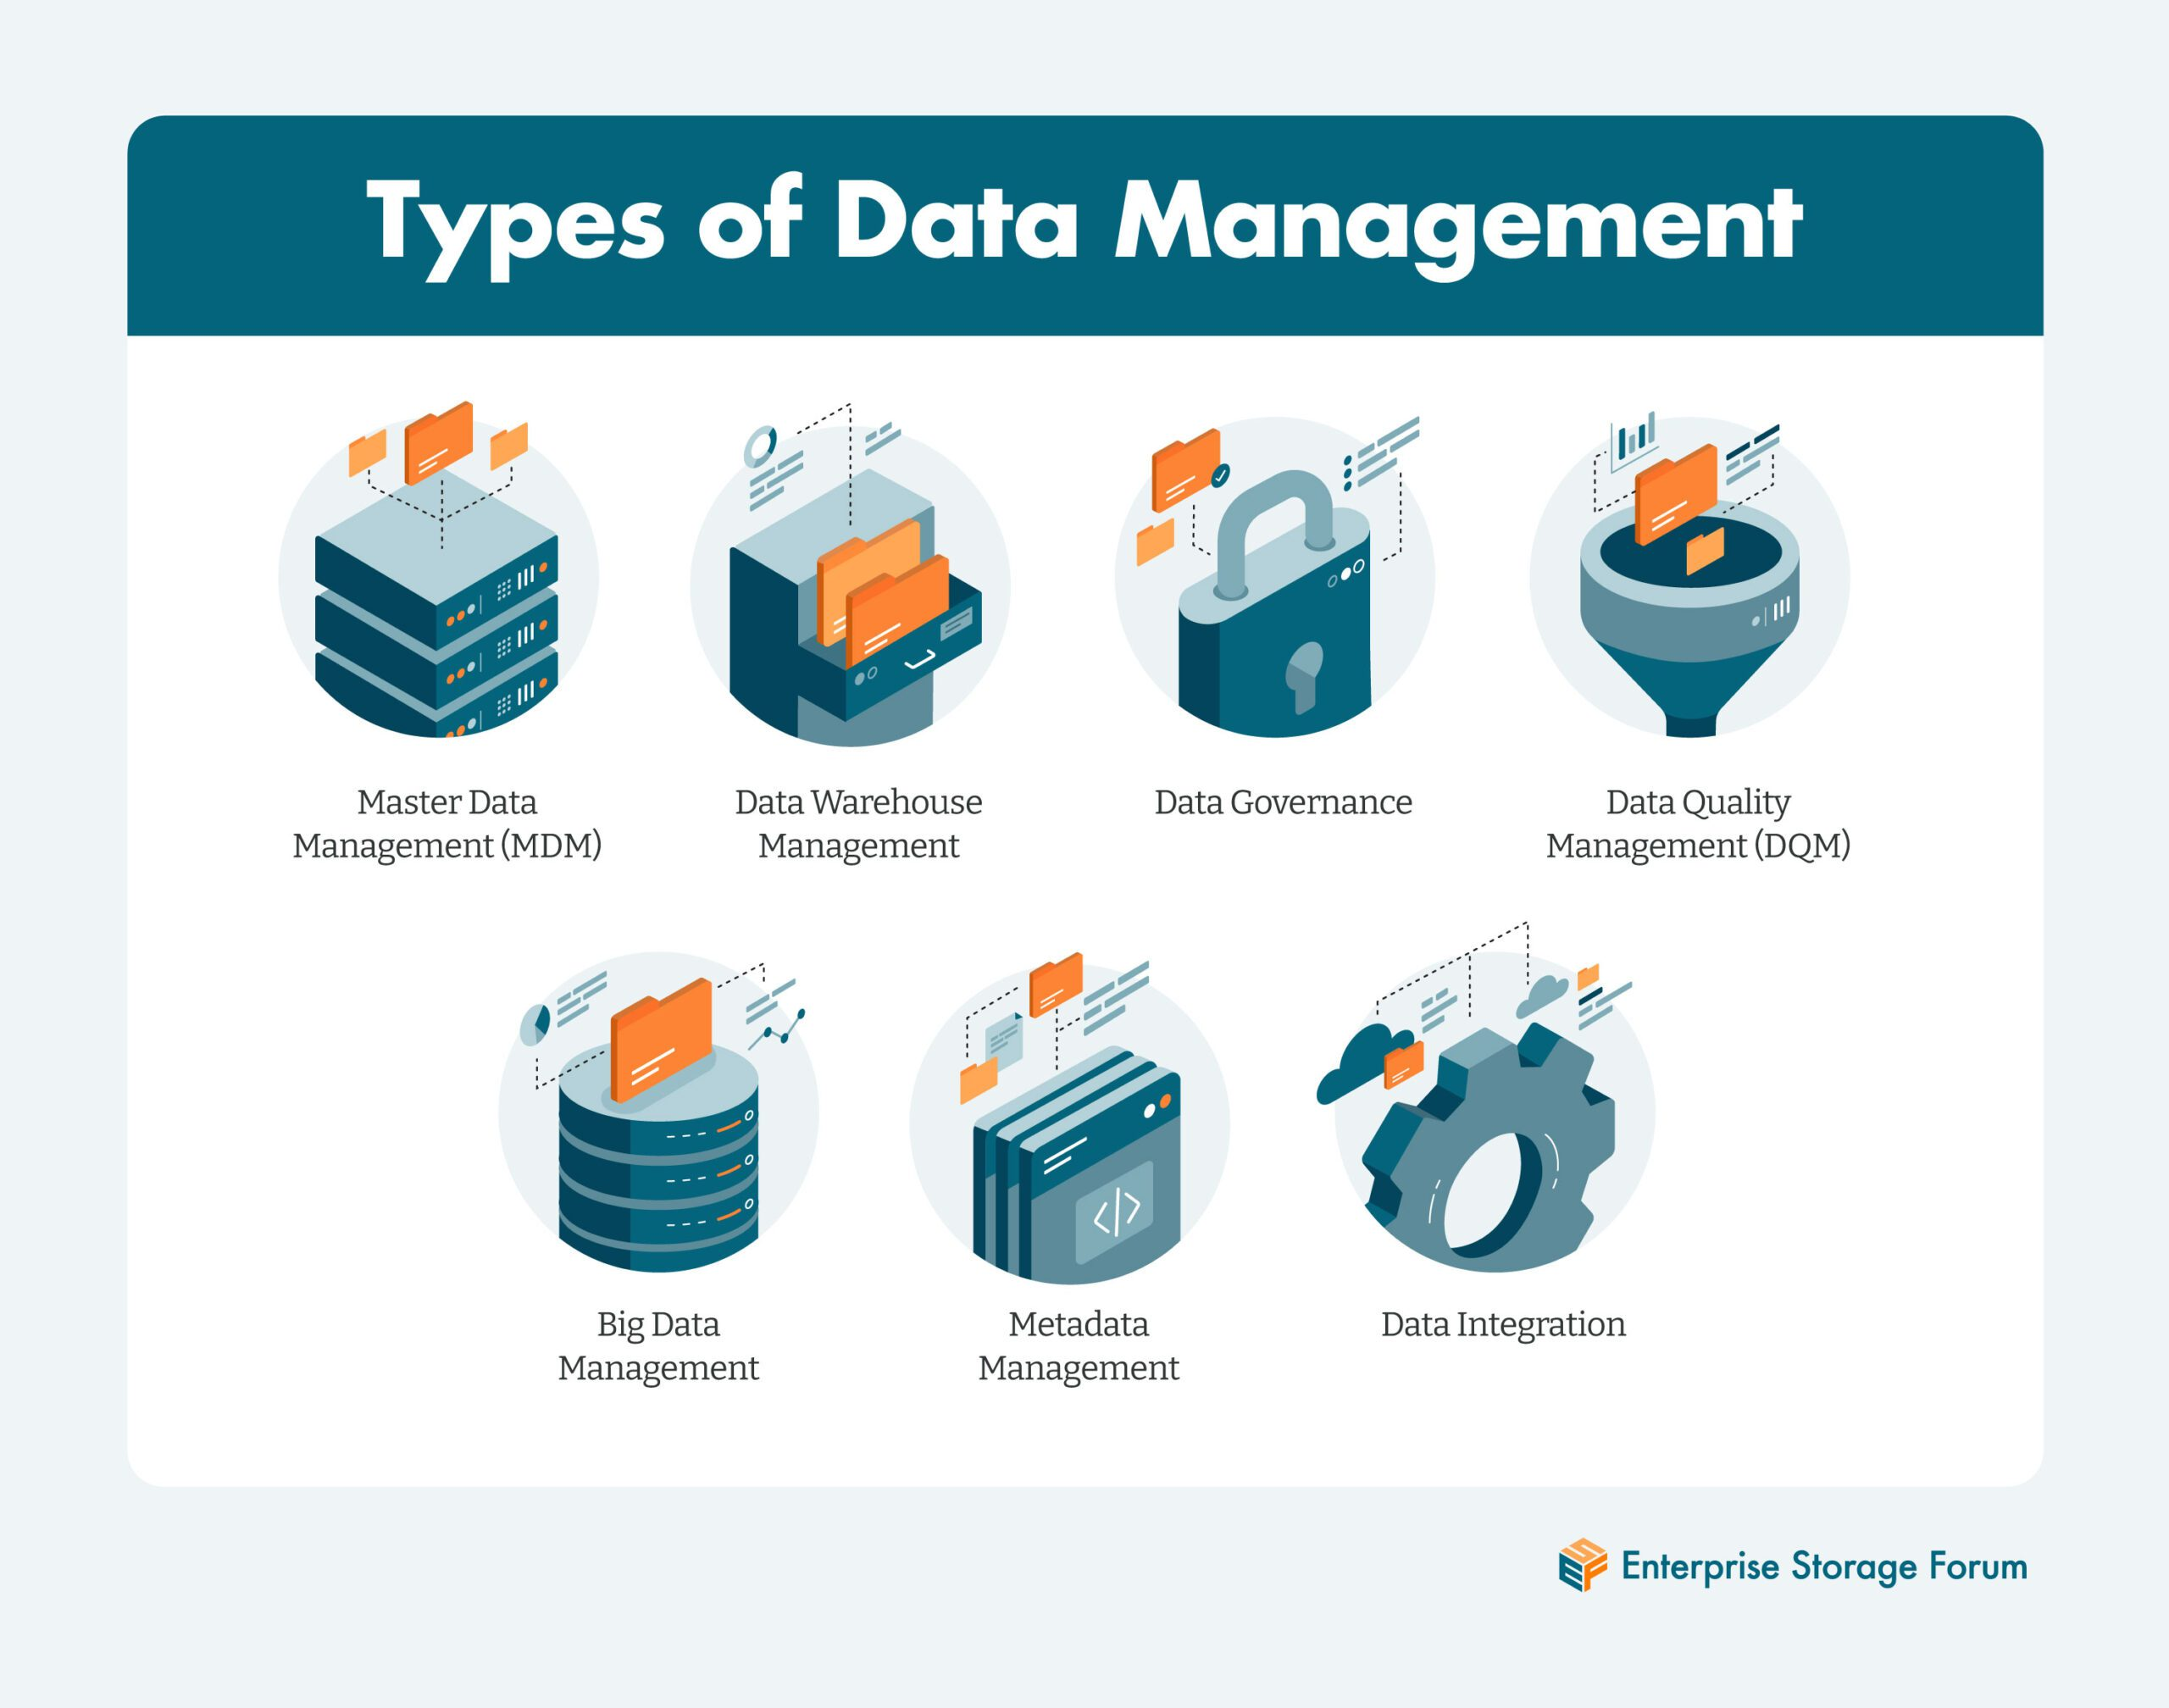 Types of Data Management
Master Data
Management (MDM)
Data Warehouse
Management
Data Governance
Data Quality
Management (DQM)
</>
Big Data
Management
Metadata
Management
Data Integration
Enterprise Storage Forum